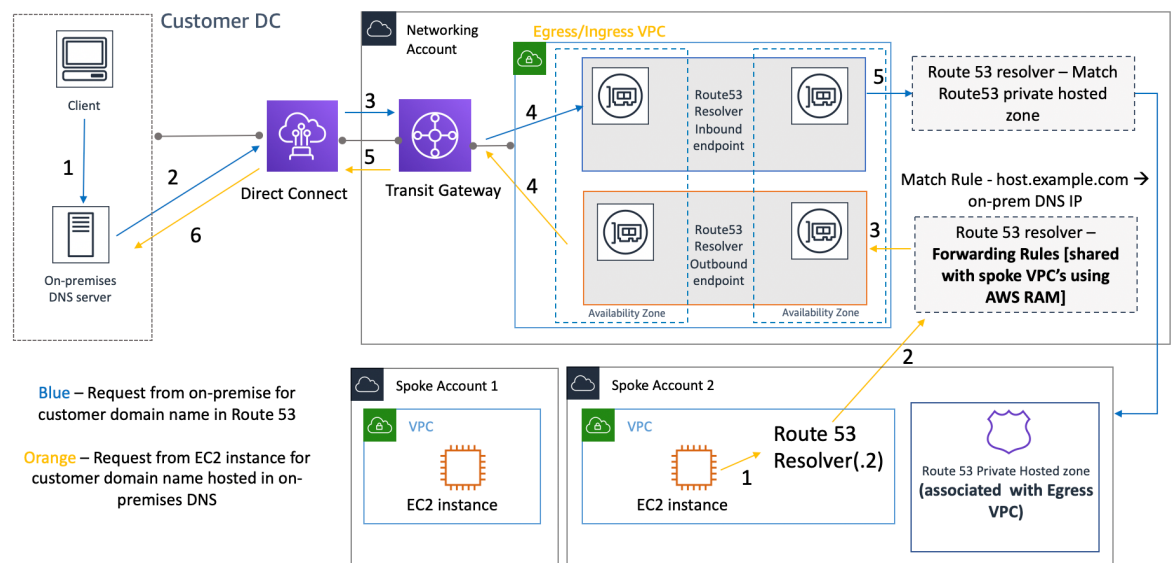 Customer DC
Client
1
2
On-premises
DNS server
6
Direct Connect
3
5
Transit Gateway
Networking
Account
Egress/Ingress VPC
4
4
Route53
Resolver
Inbound
endpoint
Route53
Resolver
Outbound
endpoint
Availability Zone
Availability Zone
5
Route 53 resolver – Match
Route53 private hosted
zone
Match Rule - host.example.com →
on-prem DNS IP
3
Route 53 resolver –
Forwarding Rules [shared
with spoke VPC's using
AWS RAM]
2
Blue – Request from on-premise for
customer domain name in Route 53
Orange – Request from EC2 instance for
customer domain name hosted in on-
premises DNS
Spoke Account 1
VPC
EC2 instance
Spoke Account 2
VPC
EC2 instance
1
Route 53
Resolver(.2)
Route 53 Private Hosted zone
(associated with Egress
VPC)